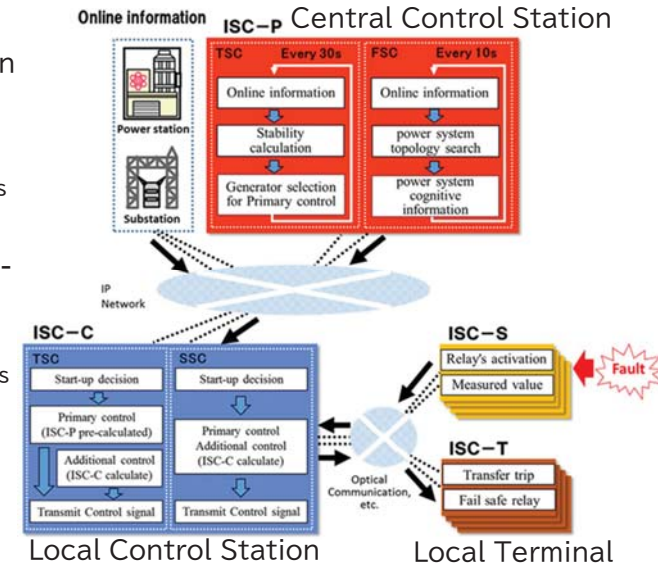 Online information
ISC-P Central Control Station
n
s
-
s
Power station
Substation
TSC Every 30s
Online information
Stability
calculation
Generator selection
for Primary control
FSC Every 10s
Online information
power system
topology search
power system
cognitive
information
IP
Network
ISC-C
TSC
Start-up decision
Primary control
(ISC-P pre-calculated)
Additional control
(ISC-C calculate)
Transmit Control signal
SSC
Start-up decision
Primary control
Additional control
(ISC-C calculate)
Transmit Control signal
Local Control Station
Optical
Communication,
etc.
ISC-S
Relay's activation
Measured value
Fault
ISC-T
Transfer trip
Fail safe relay
Local Terminal